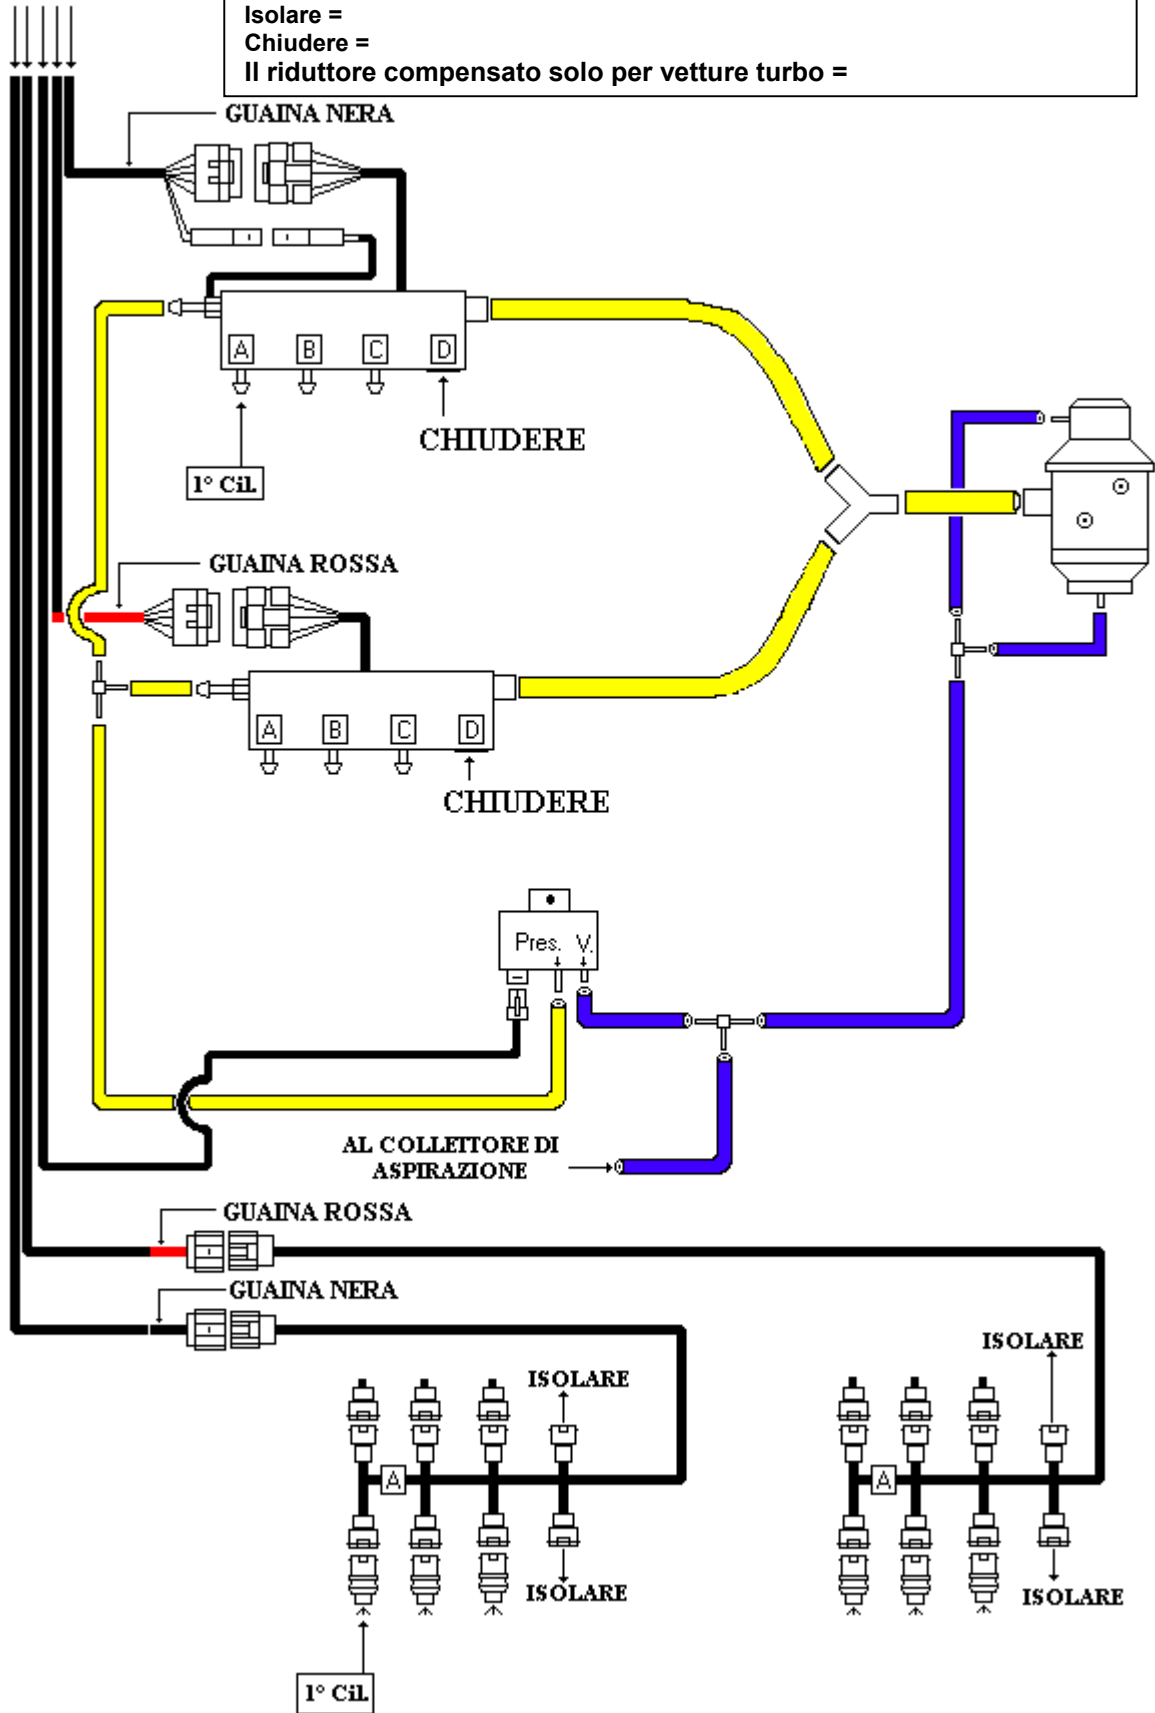 Isolare =
Chiudere =
Il riduttore compensato solo per vetture turbo =
GUAINA NERA
A B C D
CHIUDERE
1° Cil.
GUAINA ROSSA
A B C D
CHIUDERE
Pres. V.
AL COLLETTORE DI
ASPIRAZIONE
GUAINA ROSSA
GUAINA NERA
ISOLARE
ISOLARE
A
A
ISOLARE
ISOLARE
1° Cil.